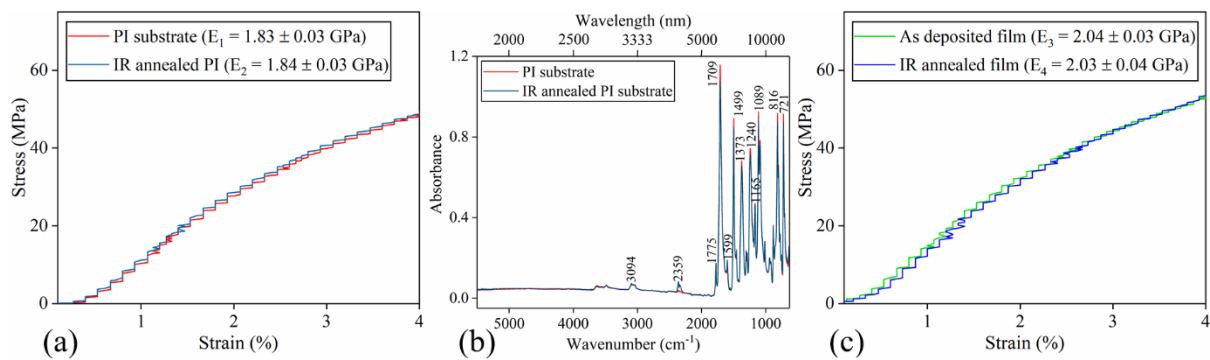 PI substrate (E1 = 1.83 ± 0.03 GPa)
IR annealed PI (E2 = 1.84 ± 0.03 GPa)
60
40
20
0
1 2 3 4
Stress (MPa)
Strain (%)
(a)
Wavelength (nm)
2000 2500 3333 5000 10000
PI substrate
IR annealed PI substrate
1.2
0.8
0.4
0.0
Absorbance
3094
2359
1775
1709
1599
1499
1373
1240
1165
1089
816
721
5000 4000 3000 2000 1000
Wavenumber (cm-1)
(b)
As deposited film (E3 = 2.04 ± 0.03 GPa)
IR annealed film (E4 = 2.03 ± 0.04 GPa)
60
40
20
0
1 2 3 4
Stress (MPa)
Strain (%)
(c)